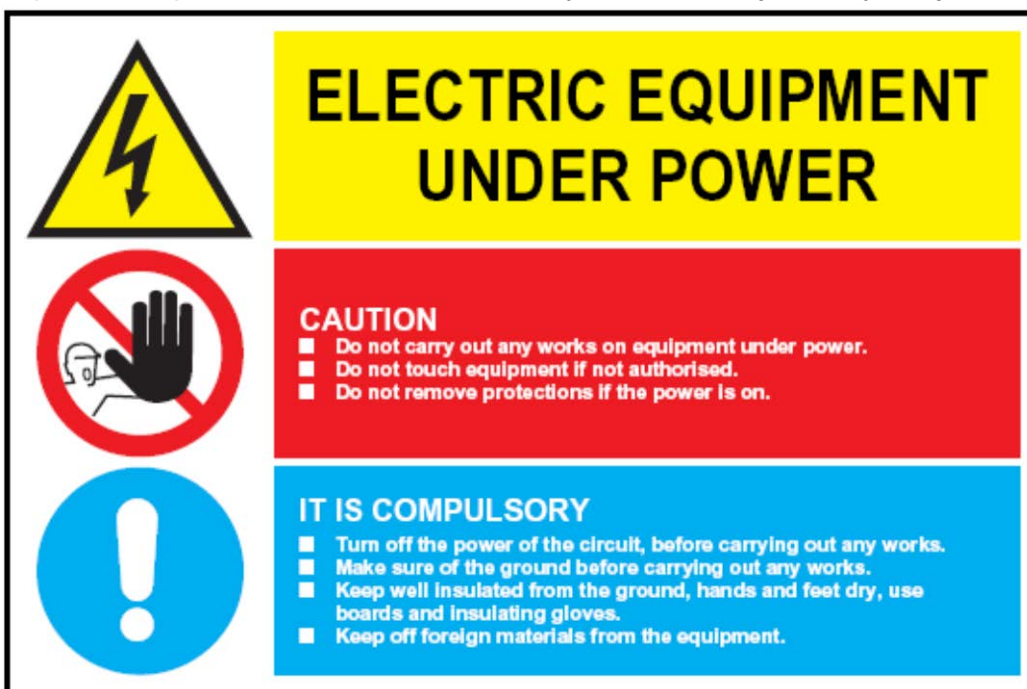 ELECTRIC EQUIPMENT
UNDER POWER
CAUTION
Do not carry out any works on equipment under power.
Do not touch equipment if not authorised.
Do not remove protections if the power is on.
IT IS COMPULSORY
Turn off the power of the circuit, before carrying out any works.
Make sure of the ground before carrying out any works.
Keep well insulated from the ground, hands and feet dry, use
boards and insulating gloves.
Keep off foreign materials from the equipment.